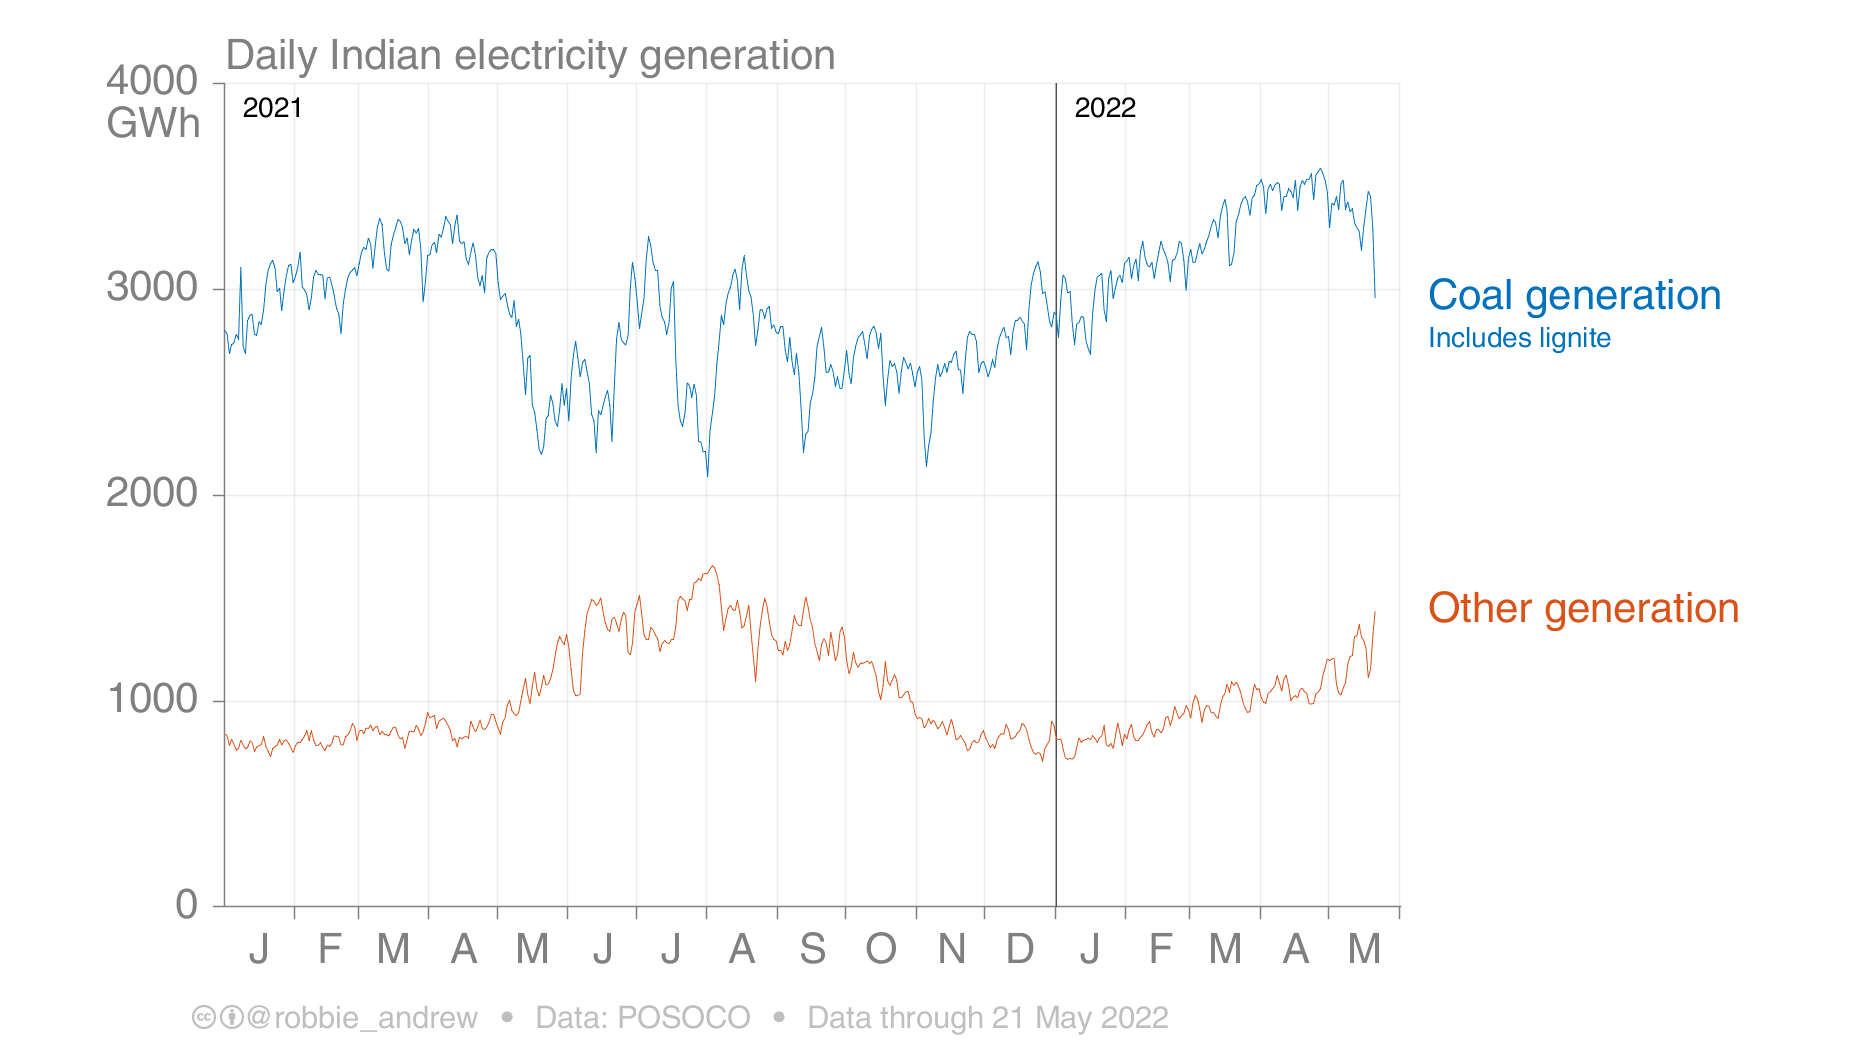 Daily Indian electricity generation
4000
GWh
2021
2022
3000
2000
1000
0
Coal generation
Includes lignite
Other generation
J F M A M J J A S O N D J F M A M
@robbie_andrew • Data: POSOCO • Data through 21 May 2022